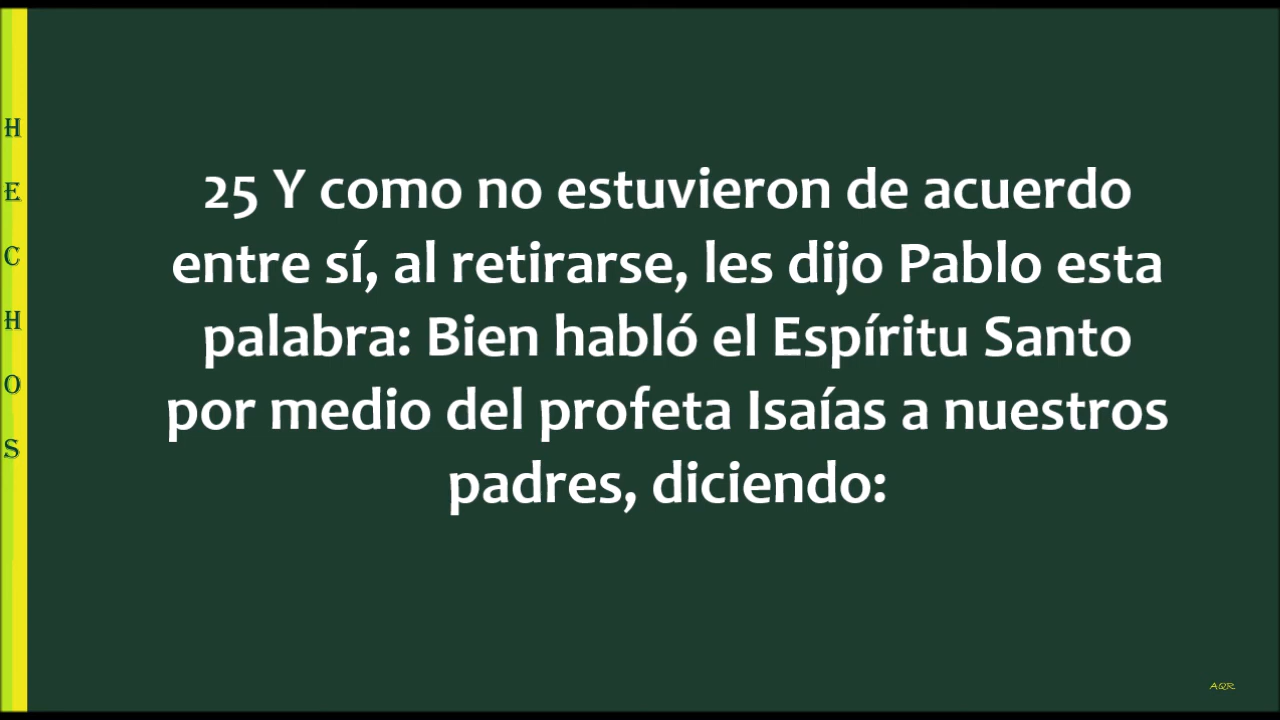 HECHOS
25 Y como no estuvieron de acuerdo
entre sí, al retirarse, les dijo Pablo esta
palabra: Bien habló el Espíritu Santo
por medio del profeta Isaías a nuestros
padres, diciendo:
AQR